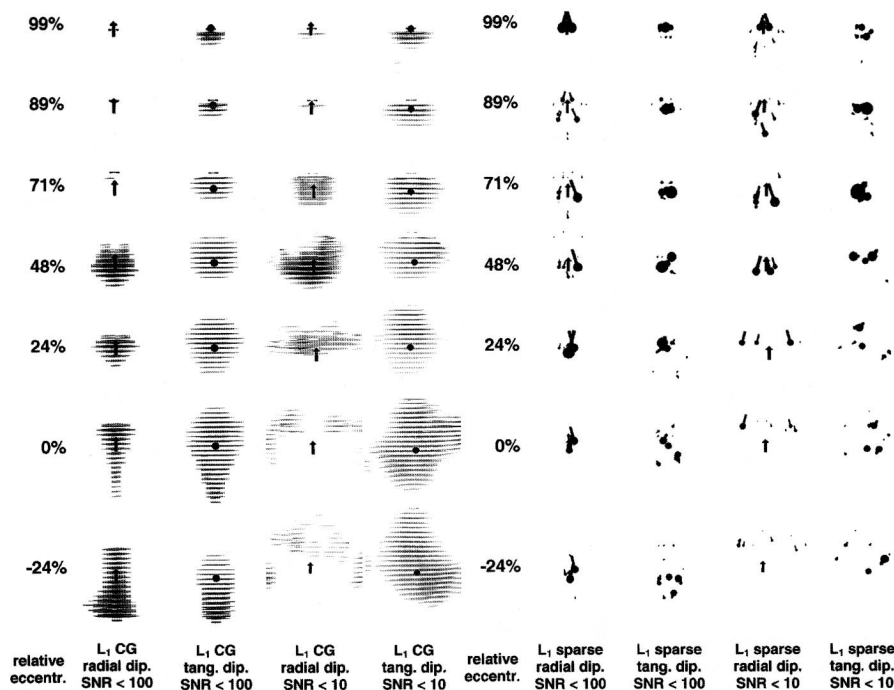 99%
99%
89%
89%
71%
71%
48%
48%
24%
24%
0%
0%
-24%
-24%
relative eccentr.
L₁ CG radial dip. SNR < 100
L₁ CG tang. dip. SNR < 100
L₁ CG radial dip. SNR < 10
L₁ CG tang. dip. SNR < 10
relative eccentr.
L₁ sparse radial dip. SNR < 100
L₁ sparse tang. dip. SNR < 100
L₁ sparse radial dip. SNR < 10
L₁ sparse tang. dip. SNR < 10